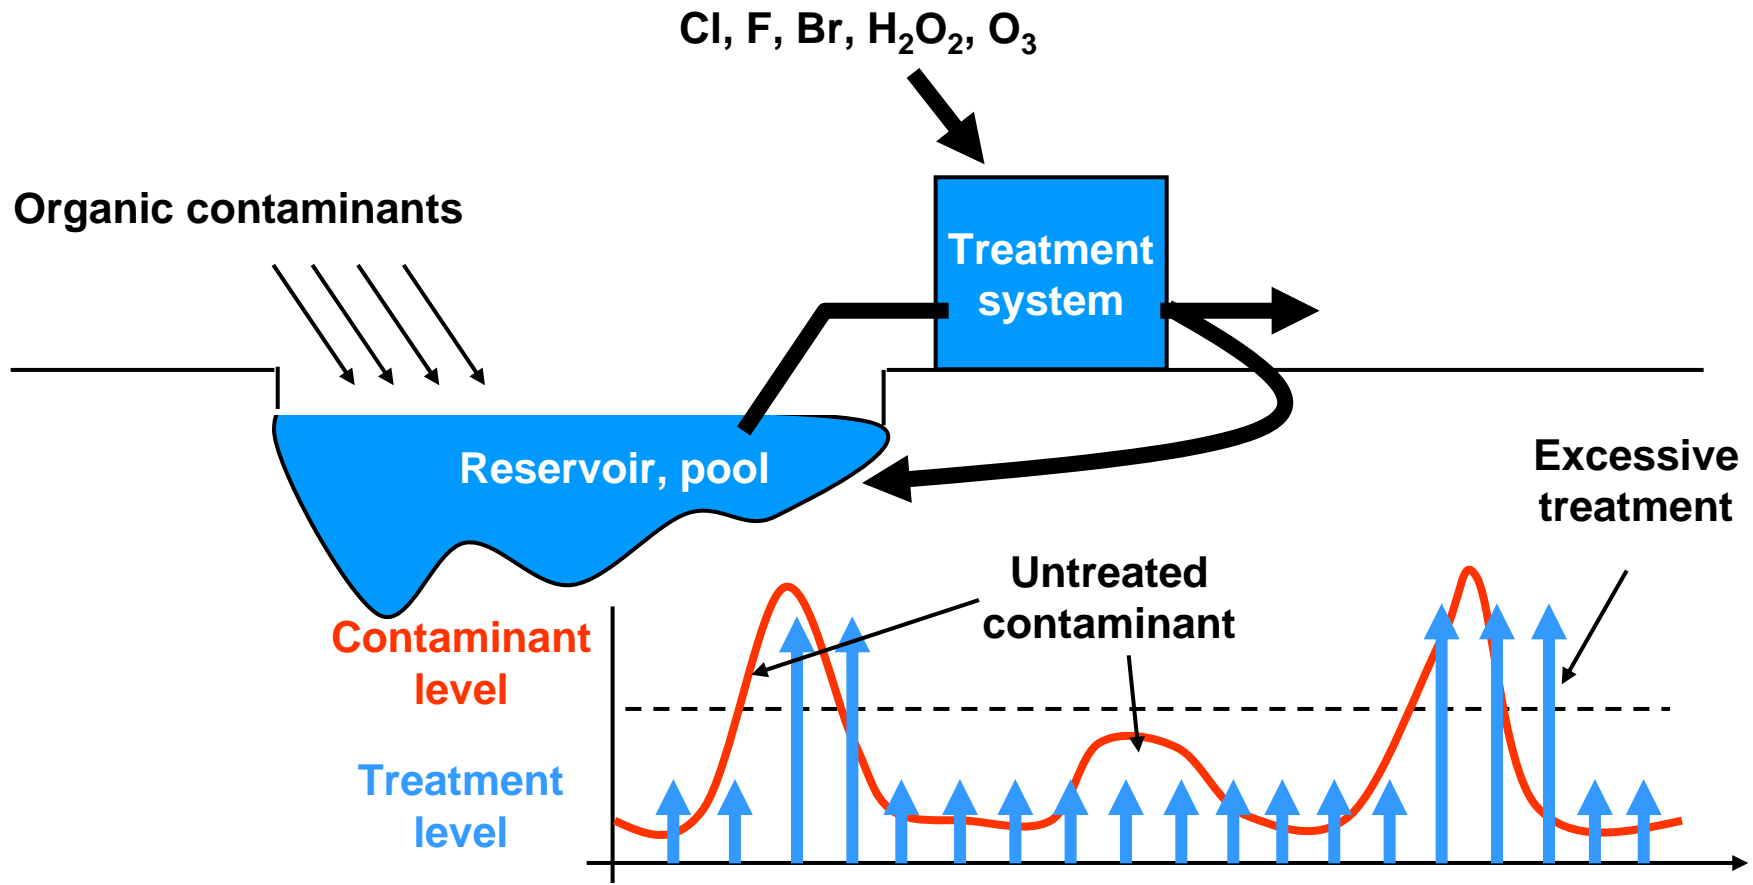 Cl, F, Br, H₂O₂, O₃
Organic contaminants
Treatment
system
Reservoir, pool
Excessive
treatment
Untreated
contaminant
Contaminant
level
Treatment
level